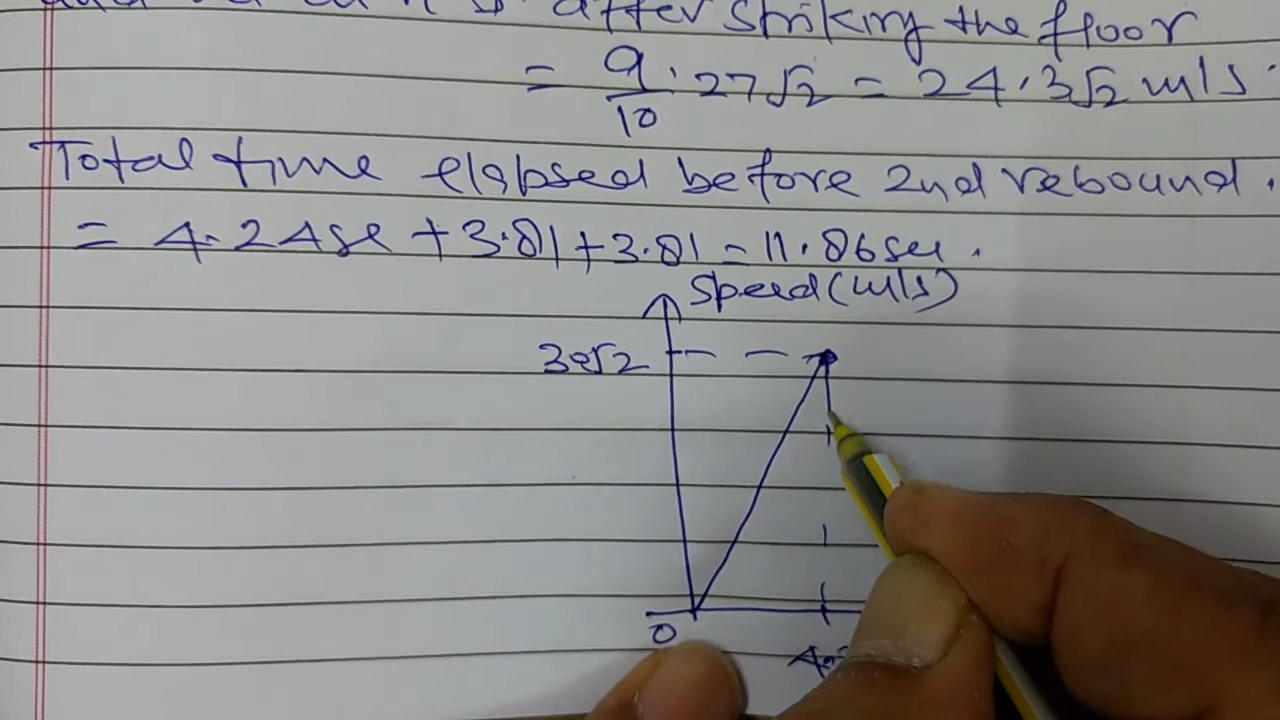 after striking the floor
= 9/10 · 27√2 = 24.3√2 m/s.
Total time elapsed before 2nd rebound.
= 4.24 sec + 3.81 + 3.81 = 11.86 sec.
Speed (m/s)
30√2
0